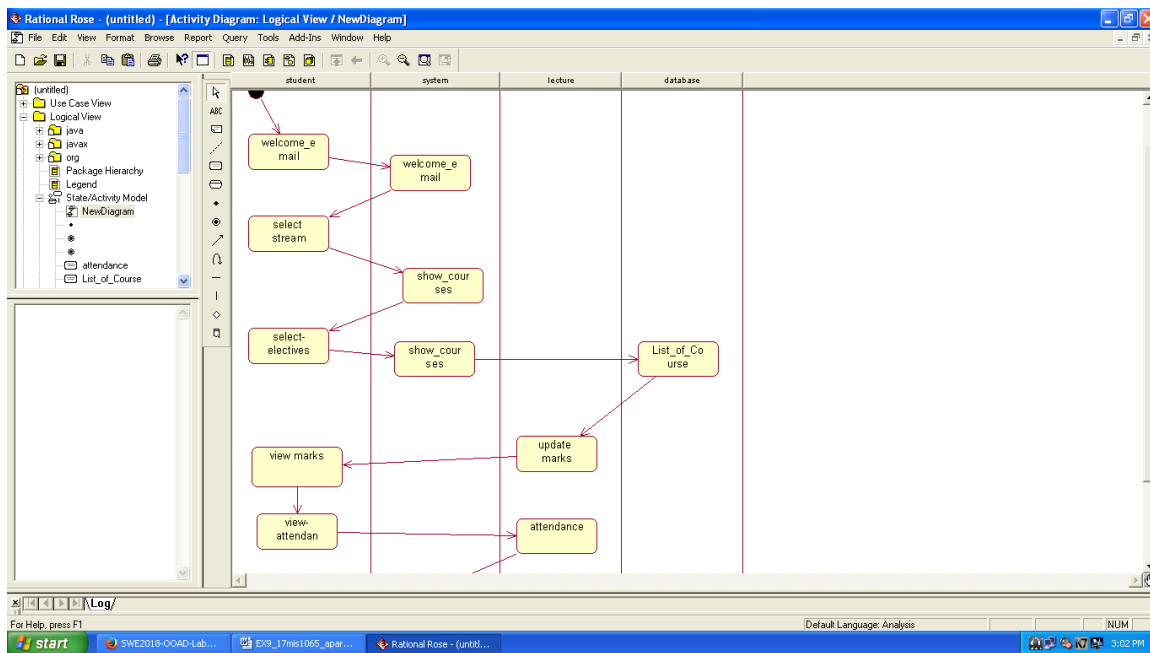 Rational Rose - (untitled) - [Activity Diagram: Logical View / NewDiagram]
File Edit View Format Browse Report Query Tools Add-Ins Window Help
(untitled)
Use Case View
Logical View
java
javax
org
Package Hierarchy
Legend
State/Activity Model
NewDiagram
attendance
List_of_Course
ABC
student system lecture database
welcome_e
mail
welcome_e
mail
select
stream
show_cour
ses
select-
electives
show_cour
ses
List_of_Co
urse
update
marks
view marks
view-
attendan
attendance
Log
For Help, press F1
Default Language: Analysis
NUM
start
SWE2018-OOAD-Lab...
EX9_17mis1065_apar...
Rational Rose - (untitl...
3:02 PM